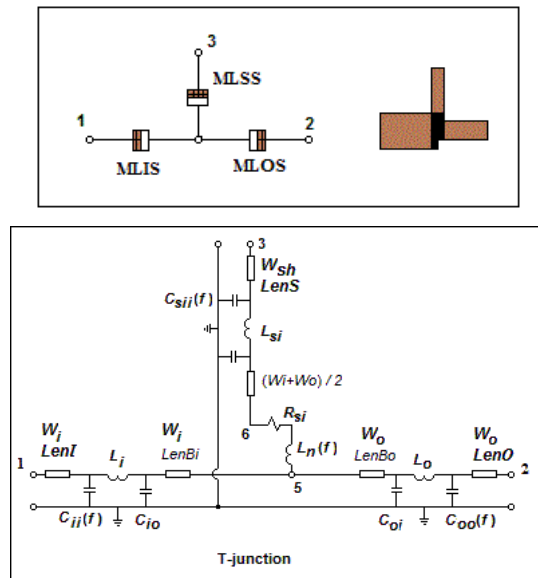 3
MLSS
1
2
MLIS
MLOS
3
W_sh
LenS
C_sii(f)
L_si
(Wi+Wo) / 2
R_si
6
L_n(f)
W_i
LenI
L_i
W_i
LenBi
W_o
LenBo
L_o
W_o
LenO
1
2
5
C_ii(f)
C_io
C_oi
C_oo(f)
T-junction